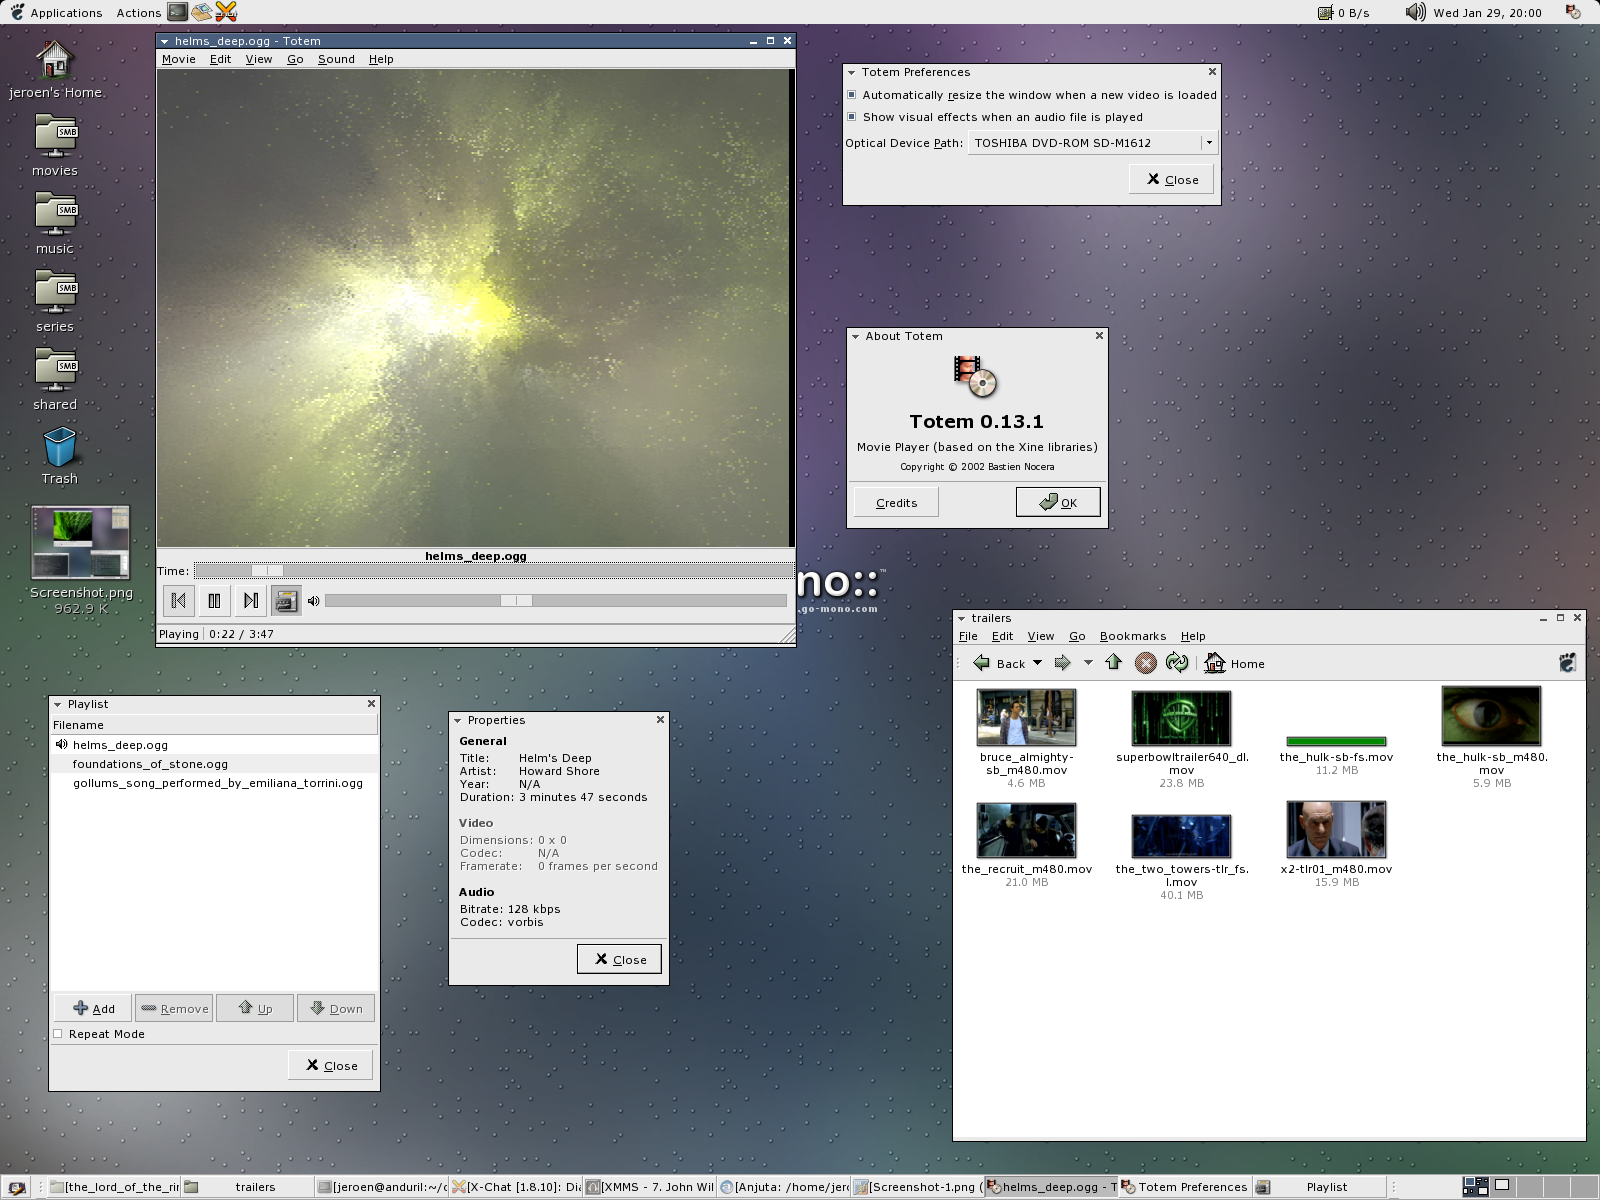 Applications Actions 0 B/s Wed Jan 29, 20:00
jeroen's Home
movies
music
series
shared
Trash
Screenshot.png
962.9 K
SMB
SMB
SMB
SMB
helms_deep.ogg - Totem
Movie Edit View Go Sound Help
helms_deep.ogg
Time:
Playing 0:22 / 3:47
Totem Preferences
Automatically resize the window when a new video is loaded
Show visual effects when an audio file is played
Optical Device Path: TOSHIBA DVD-ROM SD-M1612
Close
About Totem
Totem 0.13.1
Movie Player (based on the Xine libraries)
Copyright © 2002 Bastien Nocera
Credits OK
no::™
.go-mono.com
trailers
File Edit View Go Bookmarks Help
Back Home
bruce_almighty-
sb_m480.mov
4.6 MB
superbowltrailer640_dl.
mov
23.8 MB
the_hulk-sb-fs.mov
11.2 MB
the_hulk-sb_m480.
mov
5.9 MB
the_recruit_m480.mov
21.0 MB
the_two_towers-tlr_fs.
l.mov
40.1 MB
x2-tlr01_m480.mov
15.9 MB
Playlist
Filename
helms_deep.ogg
foundations_of_stone.ogg
gollums_song_performed_by_emiliana_torrini.ogg
Add Remove Up Down
Repeat Mode
Close
Properties
General
Title: Helm's Deep
Artist: Howard Shore
Year: N/A
Duration: 3 minutes 47 seconds
Video
Dimensions: 0 x 0
Codec: N/A
Framerate: 0 frames per second
Audio
Bitrate: 128 kbps
Codec: vorbis
Close
[the_lord_of_the_rin trailers [jeroen@anduril:~/c [X-Chat [1.8.10]: Dia [XMMS - 7. John Wil [Anjuta: /home/jero [Screenshot-1.png ( helms_deep.ogg - T Totem Preferences Playlist